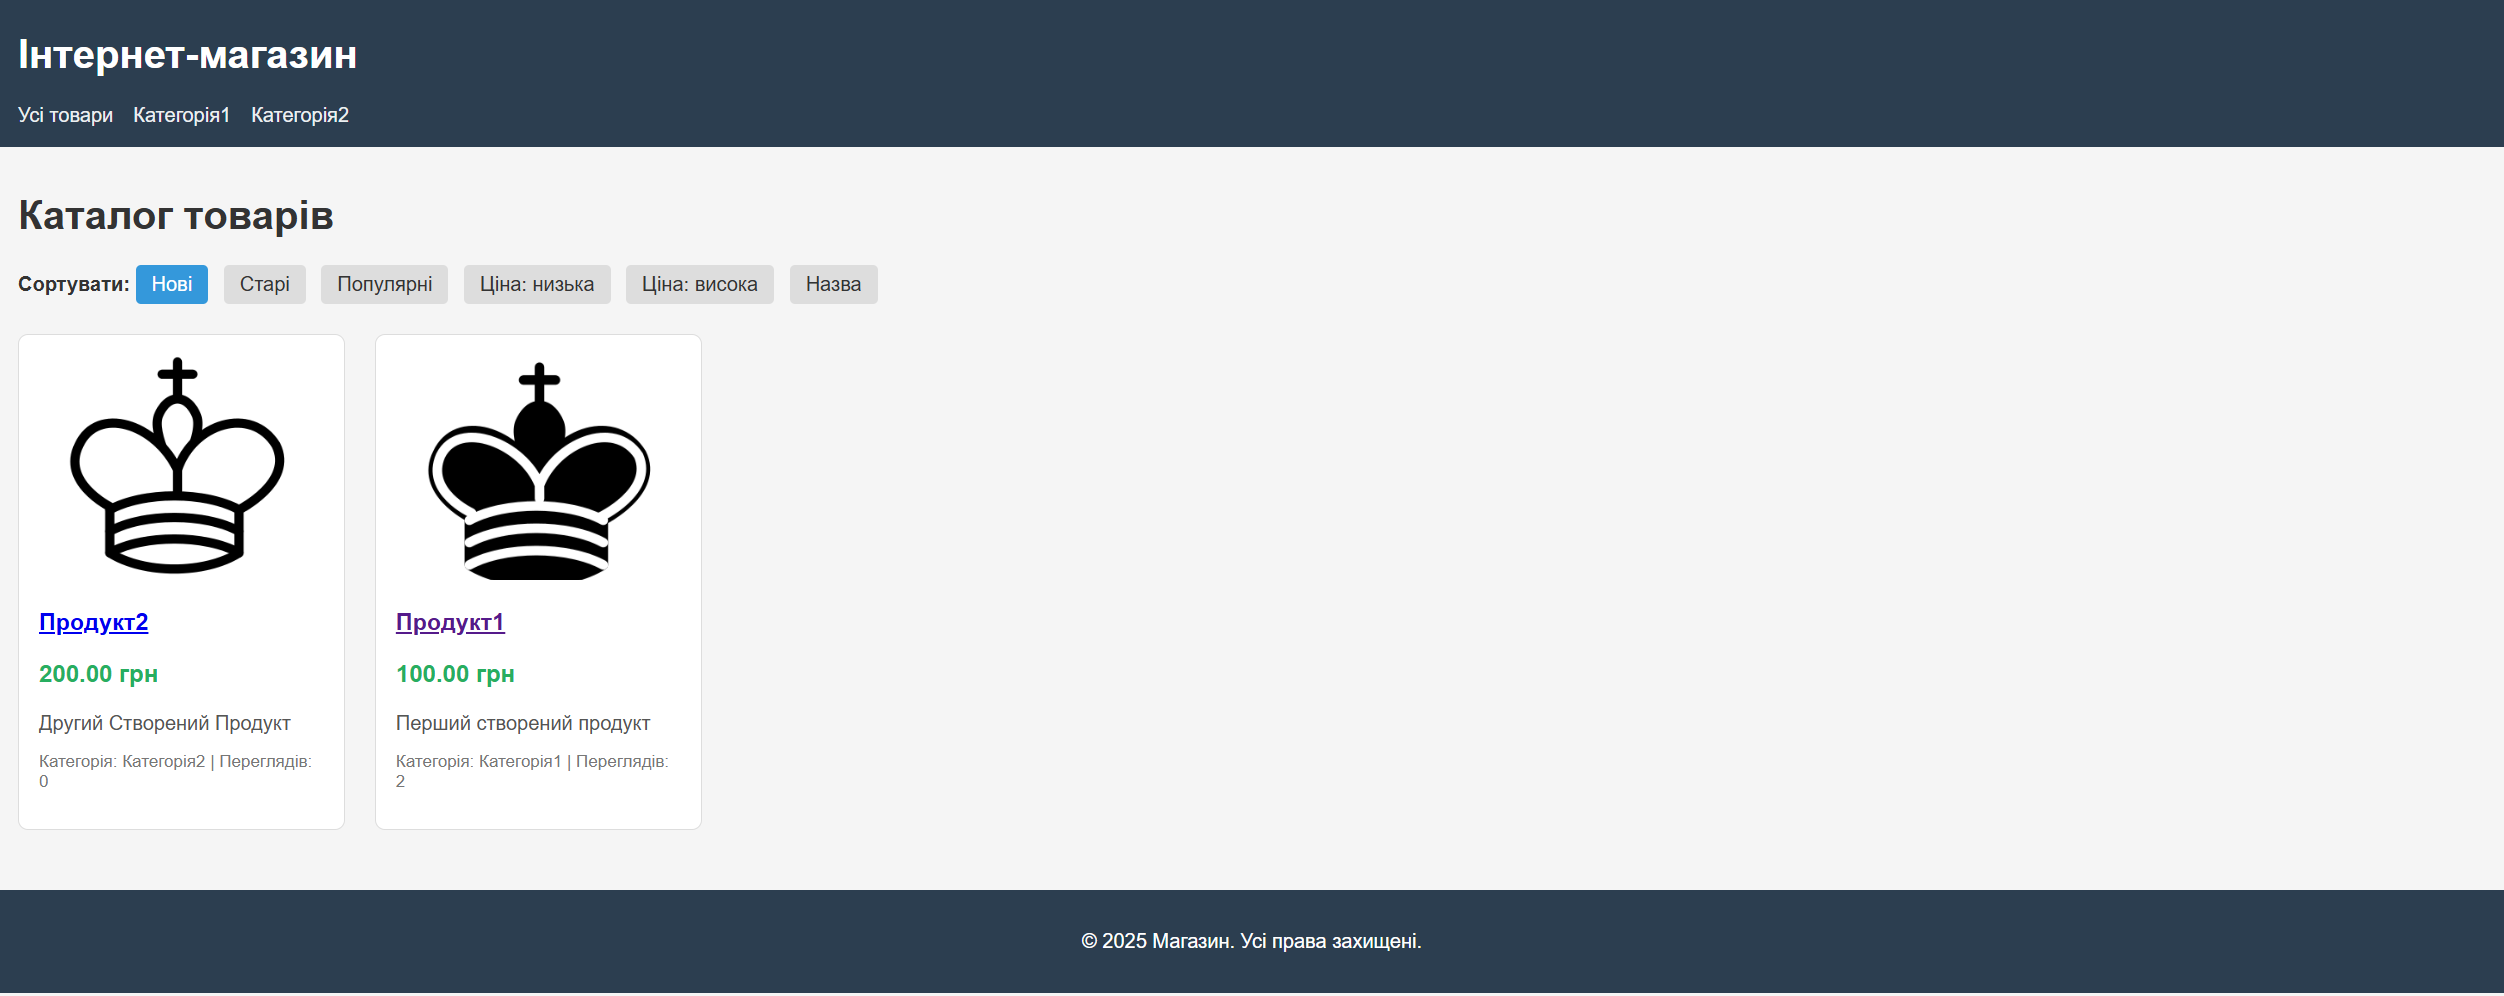 Інтернет-магазин
Усі товари Категорія1 Категорія2
Каталог товарів
Сортувати: Нові Старі Популярні Ціна: низька Ціна: висока Назва
Продукт2
200.00 грн
Другий Створений Продукт
Категорія: Категорія2 | Переглядів:
0
Продукт1
100.00 грн
Перший створений продукт
Категорія: Категорія1 | Переглядів:
2
© 2025 Магазин. Усі права захищені.